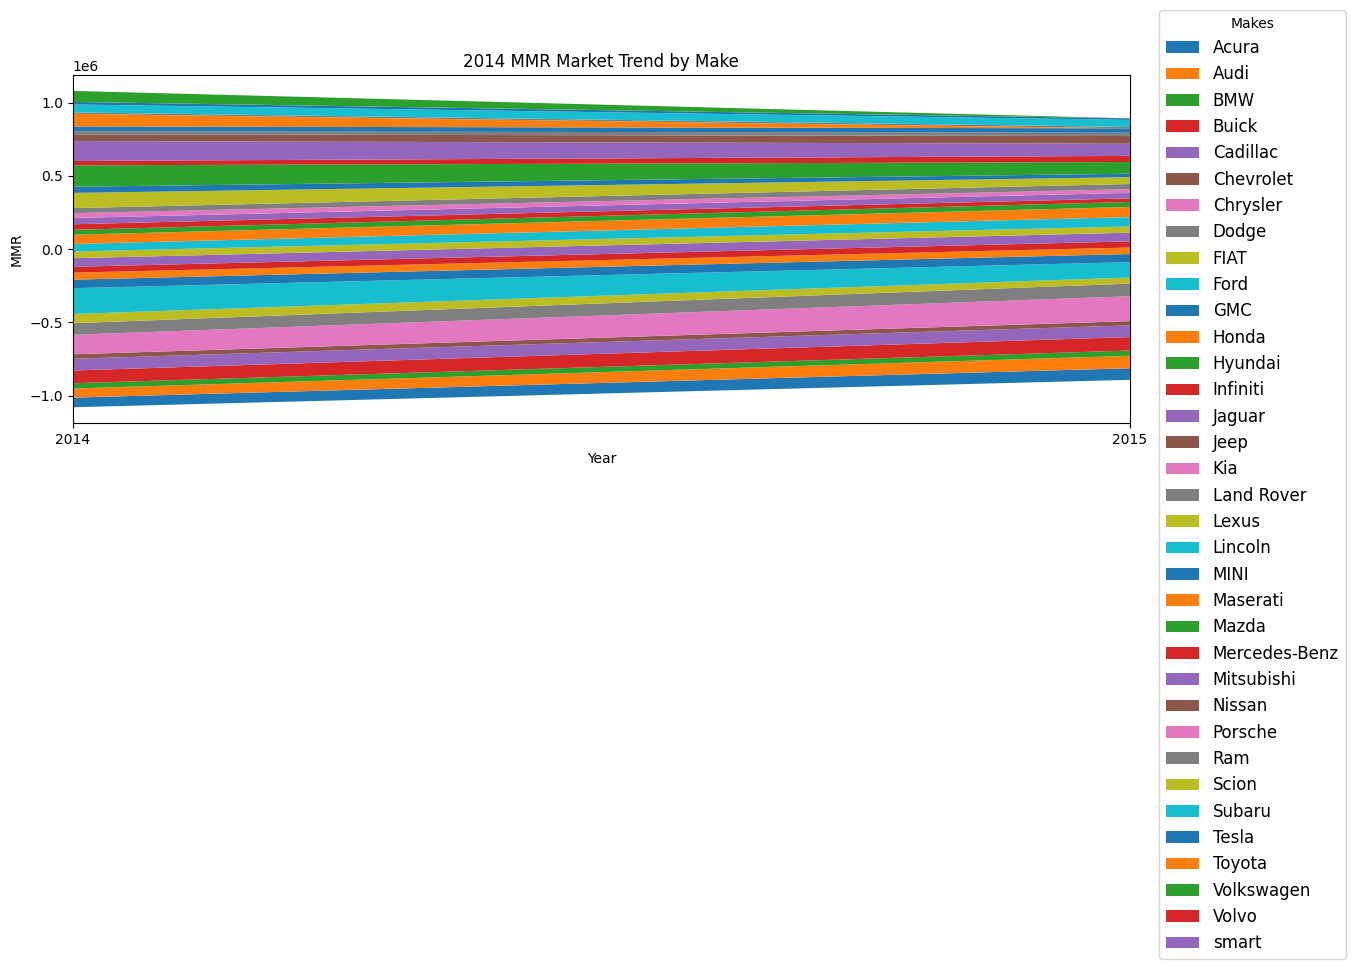 2014 MMR Market Trend by Make
1e6
1.0
0.5
0.0
−0.5
−1.0
MMR
2014
2015
Year
Makes
Acura
Audi
BMW
Buick
Cadillac
Chevrolet
Chrysler
Dodge
FIAT
Ford
GMC
Honda
Hyundai
Infiniti
Jaguar
Jeep
Kia
Land Rover
Lexus
Lincoln
MINI
Maserati
Mazda
Mercedes-Benz
Mitsubishi
Nissan
Porsche
Ram
Scion
Subaru
Tesla
Toyota
Volkswagen
Volvo
smart